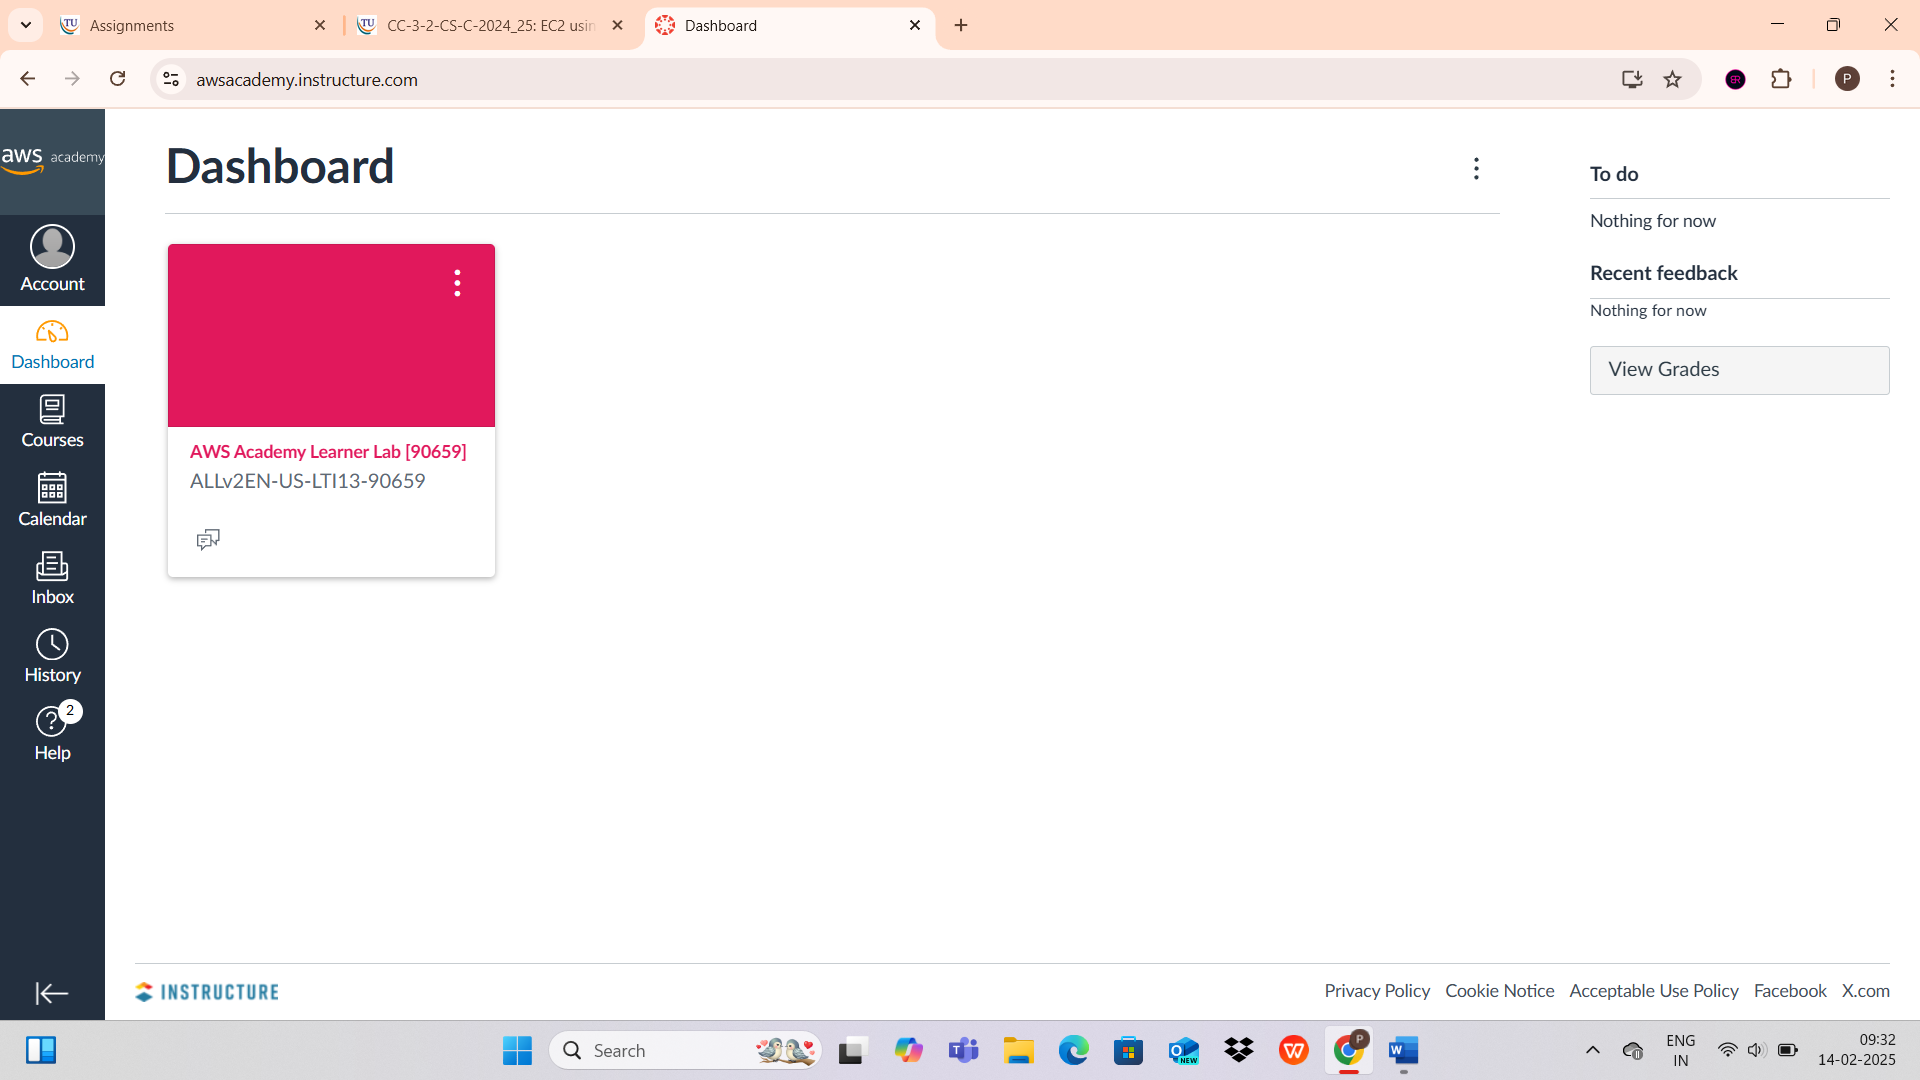 Assignments
CC-3-2-CS-C-2024_25: EC2 usin
Dashboard
awsacademy.instructure.com
P
aws academy
Account
Dashboard
Courses
Calendar
Inbox
History
2
Help
Dashboard
AWS Academy Learner Lab [90659]
ALLv2EN-US-LTI13-90659
To do
Nothing for now
Recent feedback
Nothing for now
View Grades
INSTRUCTURE
Privacy Policy Cookie Notice Acceptable Use Policy Facebook X.com
Search
NEW
P
W
ENG
IN
09:32
14-02-2025